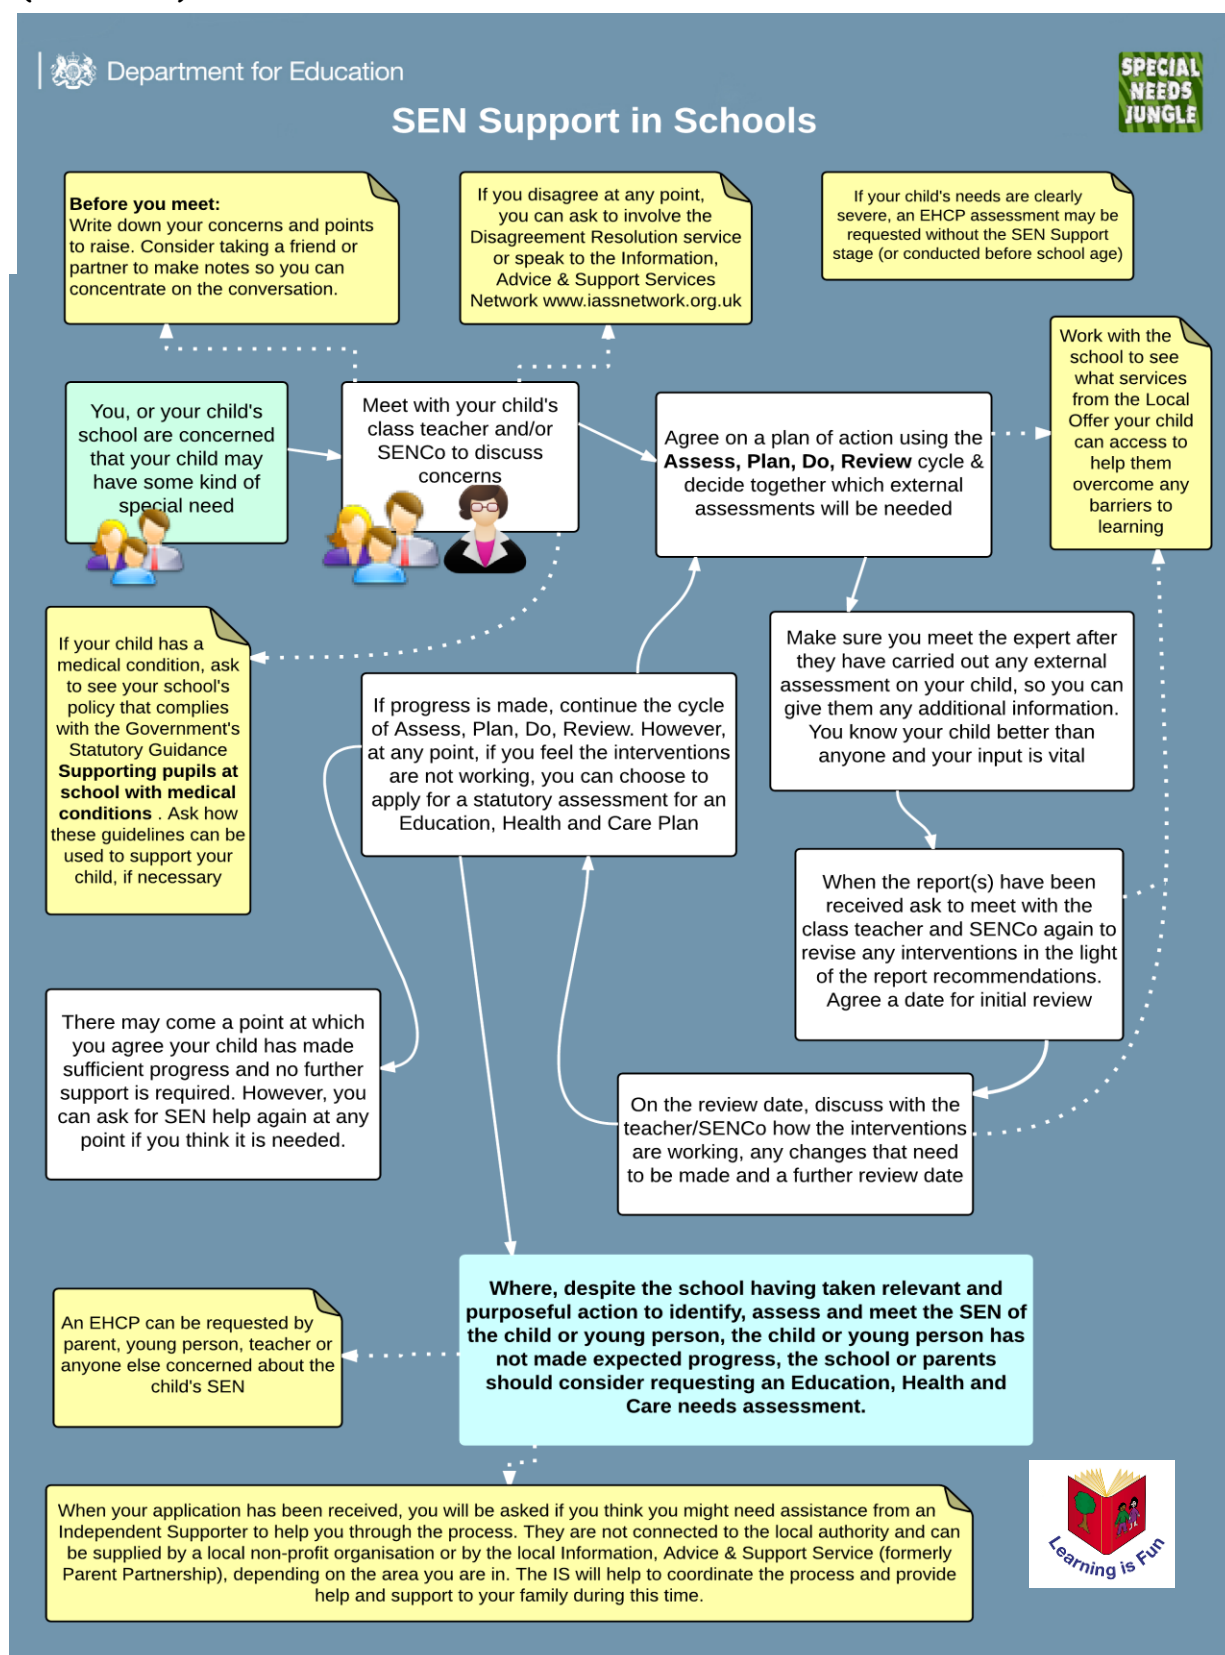 Department for Education
SPECIAL
NEEDS
JUNGLE
SEN Support in Schools
Before you meet:
Write down your concerns and points
to raise. Consider taking a friend or
partner to make notes so you can
concentrate on the conversation.
If you disagree at any point,
you can ask to involve the
Disagreement Resolution service
or speak to the Information,
Advice & Support Services
Network www.iassnetwork.org.uk
If your child's needs are clearly
severe, an EHCP assessment may be
requested without the SEN Support
stage (or conducted before school age)
You, or your child's
school are concerned
that your child may
have some kind of
special need
Meet with your child's
class teacher and/or
SENCo to discuss
concerns
Agree on a plan of action using the
Assess, Plan, Do, Review cycle &
decide together which external
assessments will be needed
Work with the
school to see
what services
from the Local
Offer your child
can access to
help them
overcome any
barriers to
learning
If your child has a
medical condition, ask
to see your school's
policy that complies
with the Government's
Statutory Guidance
Supporting pupils at
school with medical
conditions . Ask how
these guidelines can be
used to support your
child, if necessary
If progress is made, continue the cycle
of Assess, Plan, Do, Review. However,
at any point, if you feel the interventions
are not working, you can choose to
apply for a statutory assessment for an
Education, Health and Care Plan
Make sure you meet the expert after
they have carried out any external
assessment on your child, so you can
give them any additional information.
You know your child better than
anyone and your input is vital
When the report(s) have been
received ask to meet with the
class teacher and SENCo again to
revise any interventions in the light
of the report recommendations.
Agree a date for initial review
There may come a point at which
you agree your child has made
sufficient progress and no further
support is required. However, you
can ask for SEN help again at any
point if you think it is needed.
On the review date, discuss with the
teacher/SENCo how the interventions
are working, any changes that need
to be made and a further review date
Where, despite the school having taken relevant and
purposeful action to identify, assess and meet the SEN of
the child or young person, the child or young person has
not made expected progress, the school or parents
should consider requesting an Education, Health and
Care needs assessment.
An EHCP can be requested by
parent, young person, teacher or
anyone else concerned about the
child's SEN
When your application has been received, you will be asked if you think you might need assistance from an
Independent Supporter to help you through the process. They are not connected to the local authority and can
be supplied by a local non-profit organisation or by the local Information, Advice & Support Service (formerly
Parent Partnership), depending on the area you are in. The IS will help to coordinate the process and provide
help and support to your family during this time.
Learning is Fun